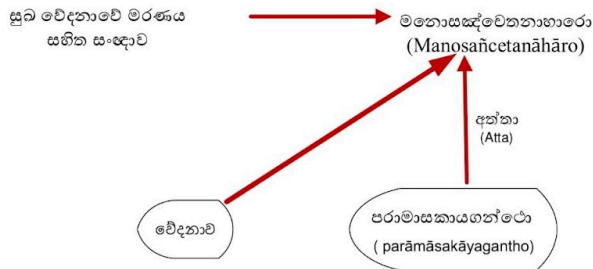 සුඛ වේදනාවේ මරණය
සහිත සංඥාව
මනොසඤ්චෙතනාහාරො
(Manosañcetanāhāro)
අත්තා
(Atta)
වේදනාව
පරාමාසකායගන්ථො
( parāmāsakāyagantho)